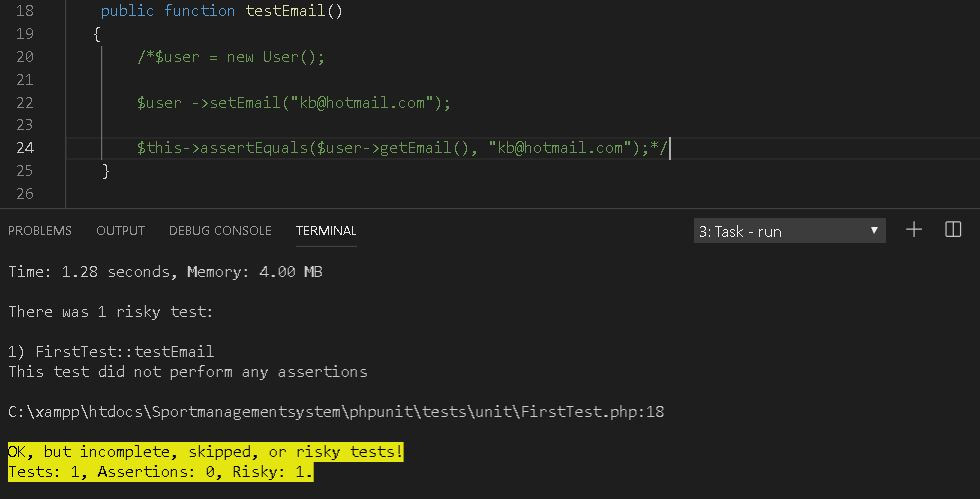 18 public function testEmail()
19 {
20 /*$user = new User();
21
22 $user ->setEmail("kb@hotmail.com");
23
24 $this->assertEquals($user->getEmail(), "kb@hotmail.com");*/
25 }
26
PROBLEMS OUTPUT DEBUG CONSOLE TERMINAL 3: Task - run
Time: 1.28 seconds, Memory: 4.00 MB
There was 1 risky test:
1) FirstTest::testEmail
This test did not perform any assertions
C:\xampp\htdocs\Sportmanagementsystem\phpunit\tests\unit\FirstTest.php:18
OK, but incomplete, skipped, or risky tests!
Tests: 1, Assertions: 0, Risky: 1.